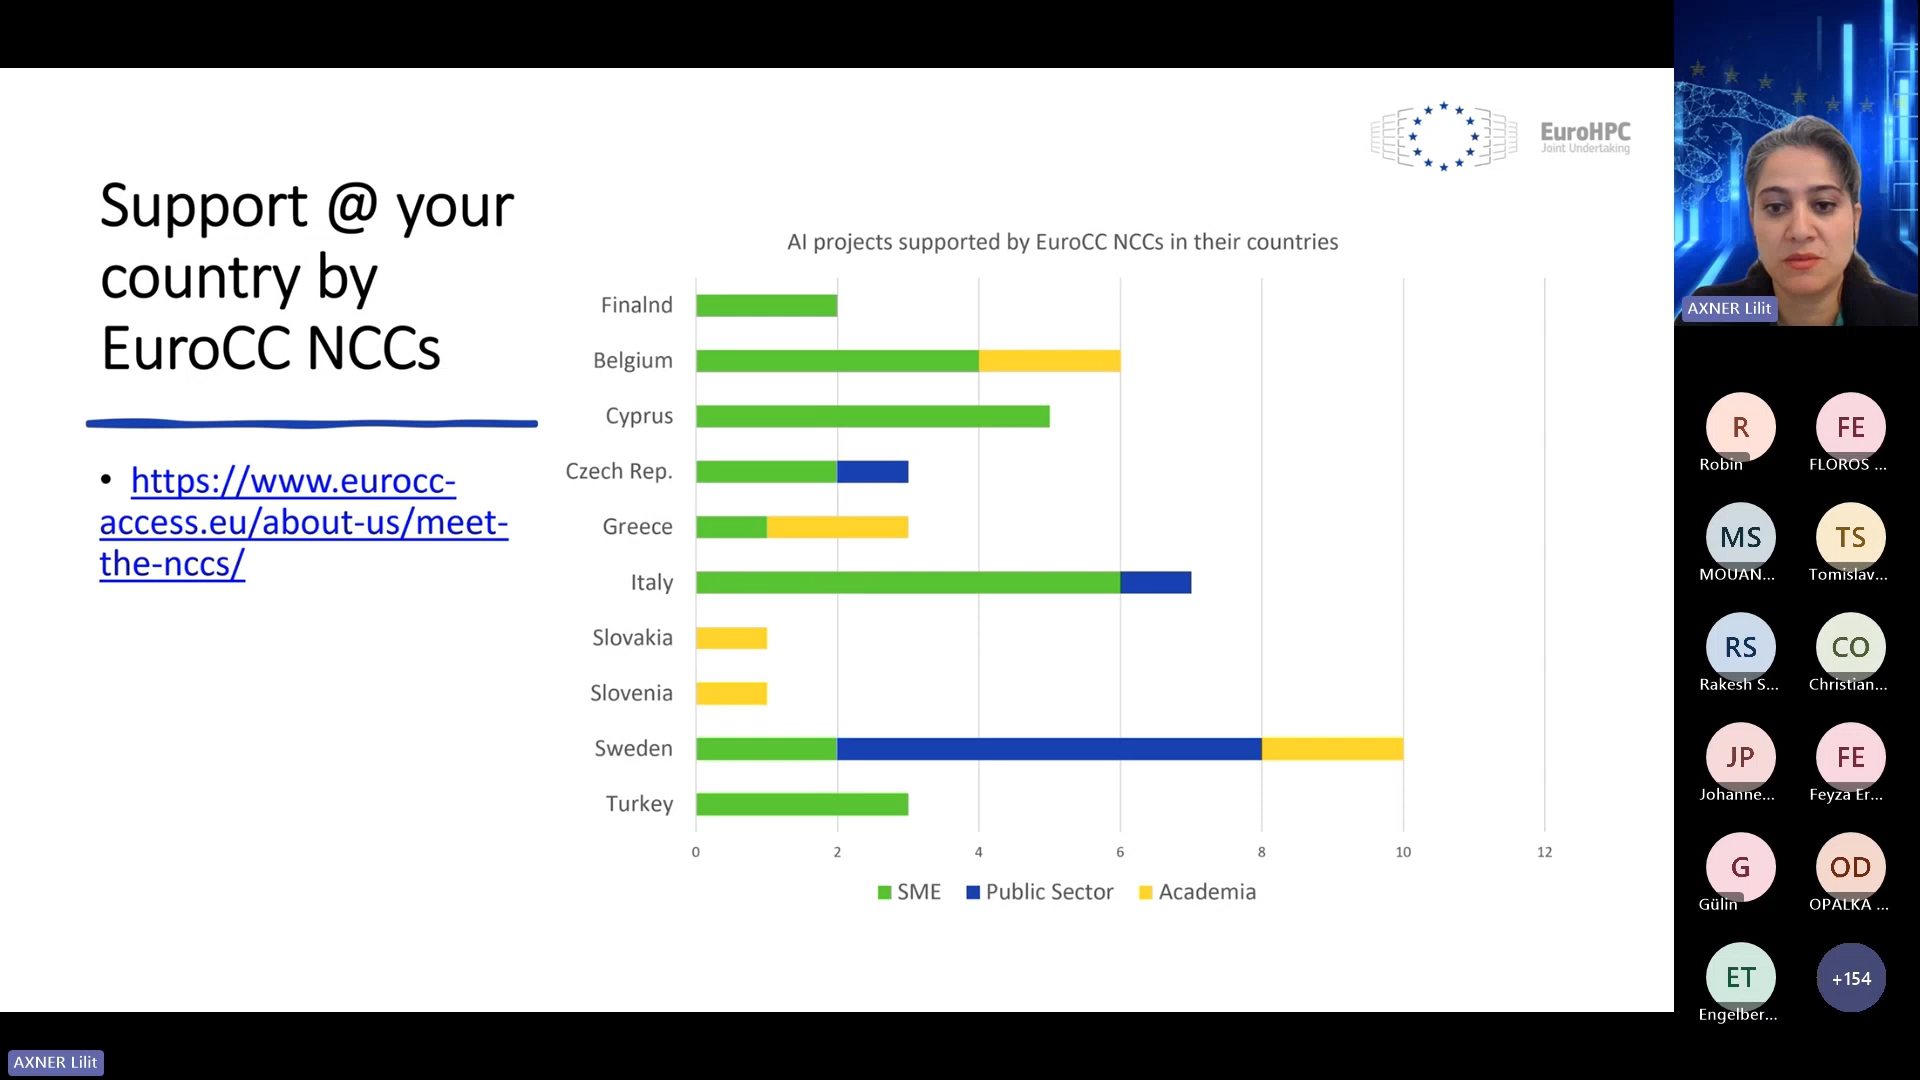 Support @ your
country by
EuroCC NCCs
• https://www.eurocc-
access.eu/about-us/meet-
the-nccs/
EuroHPC
Joint Undertaking
AI projects supported by EuroCC NCCs in their countries
Finalnd
Belgium
Cyprus
Czech Rep.
Greece
Italy
Slovakia
Slovenia
Sweden
Turkey
0 2 4 6 8 10 12
SME Public Sector Academia
AXNER Lilit
R FE
Robin FLOROS ...
MS TS
MOUAN... Tomislav...
RS CO
Rakesh S... Christian...
JP FE
Johanne... Feyza Er...
G OD
Gülin OPALKA ...
ET +154
Engelber...
AXNER Lilit